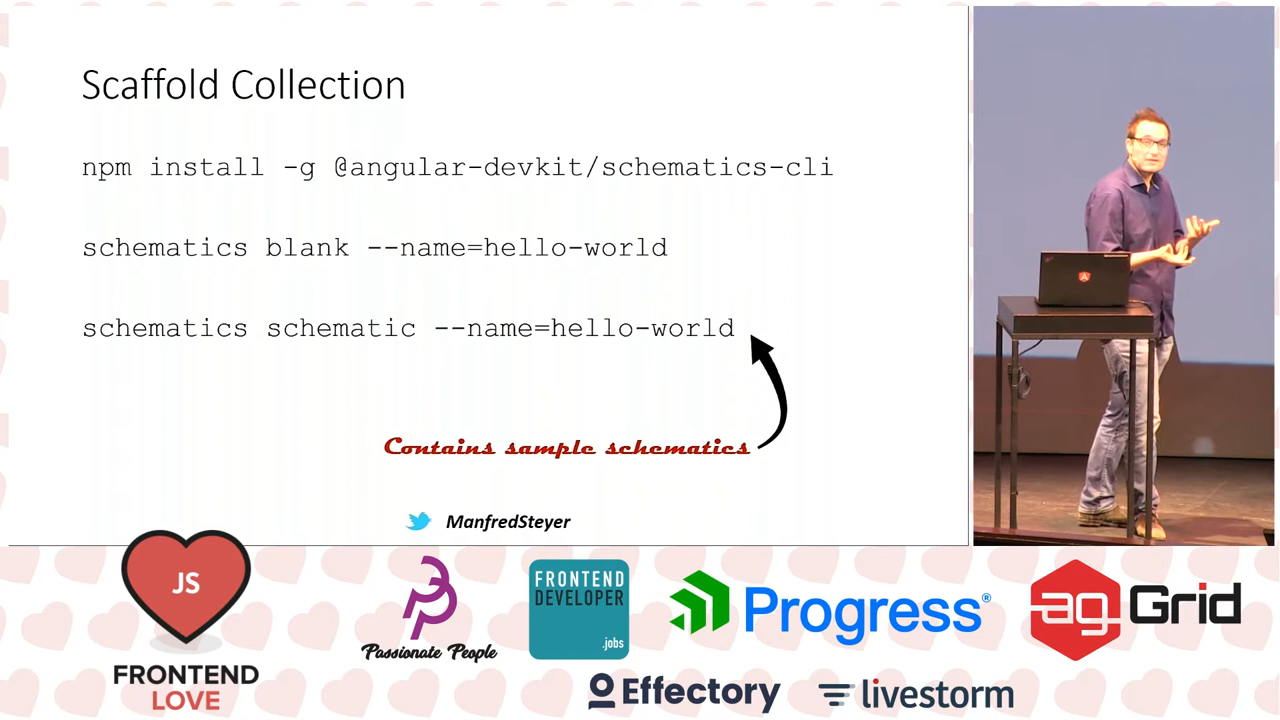 Scaffold Collection
npm install -g @angular-devkit/schematics-cli
schematics blank --name=hello-world
schematics schematic --name=hello-world
Contains sample schematics
ManfredSteyer
JS
FRONTEND
LOVE
Passionate People
FRONTEND
DEVELOPER
.jobs
Progress®
ag Grid
Effectory
livestorm